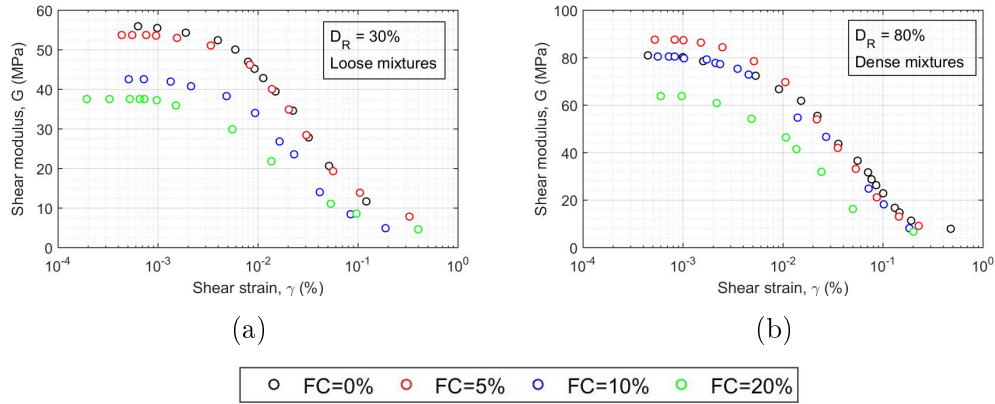 60
50
40
30
20
10
0
Shear modulus, G (MPa)
D_R = 30%
Loose mixtures
10^-4 10^-3 10^-2 10^-1 10^0
Shear strain, γ (%)
(a)
100
80
60
40
20
0
Shear modulus, G (MPa)
D_R = 80%
Dense mixtures
10^-4 10^-3 10^-2 10^-1 10^0
Shear strain, γ (%)
(b)
FC=0% FC=5% FC=10% FC=20%